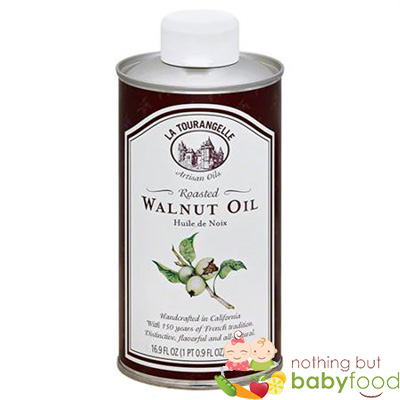 LA TOURANGELLE
Artisan Oils
Roasted
WALNUT OIL
Huile de Noix
Handcrafted in California
With 150 years of French tradition.
Distinctive, flavorful and all-natural.
16.9 FL OZ (1 PT 0.9 FL OZ)
nothing but
babyfood